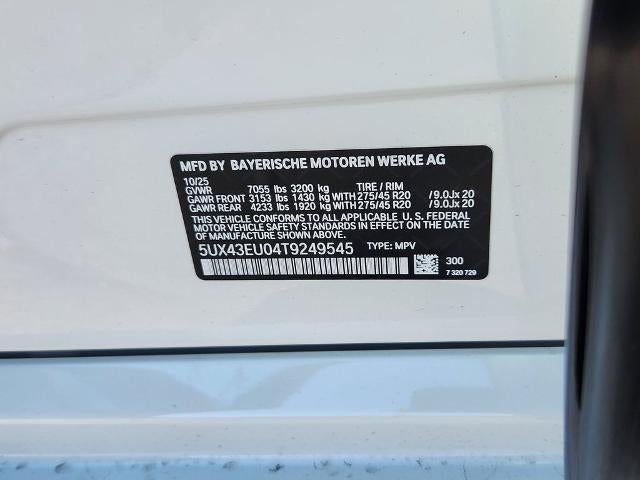 MFD BY BAYERISCHE MOTOREN WERKE AG
10/25
GVWR 7055 lbs 3200 kg TIRE / RIM
GAWR FRONT 3153 lbs 1430 kg WITH 275/45 R20 / 9.0Jx 20
GAWR REAR 4233 lbs 1920 kg WITH 275/45 R20 / 9.0Jx 20
THIS VEHICLE CONFORMS TO ALL APPLICABLE U. S. FEDERAL
MOTOR VEHICLE SAFETY STANDARDS IN EFFECT ON THE
DATE OF MANUFACTURE SHOWN ABOVE.
5UX43EU04T9249545 TYPE: MPV
300
7 320 729